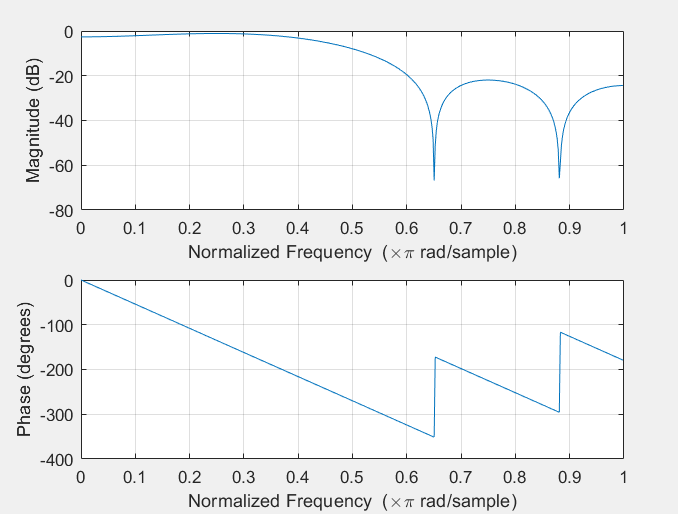 0
-20
-40
-60
-80
Magnitude (dB)
0 0.1 0.2 0.3 0.4 0.5 0.6 0.7 0.8 0.9 1
Normalized Frequency (×π rad/sample)
0
-100
-200
-300
-400
Phase (degrees)
0 0.1 0.2 0.3 0.4 0.5 0.6 0.7 0.8 0.9 1
Normalized Frequency (×π rad/sample)